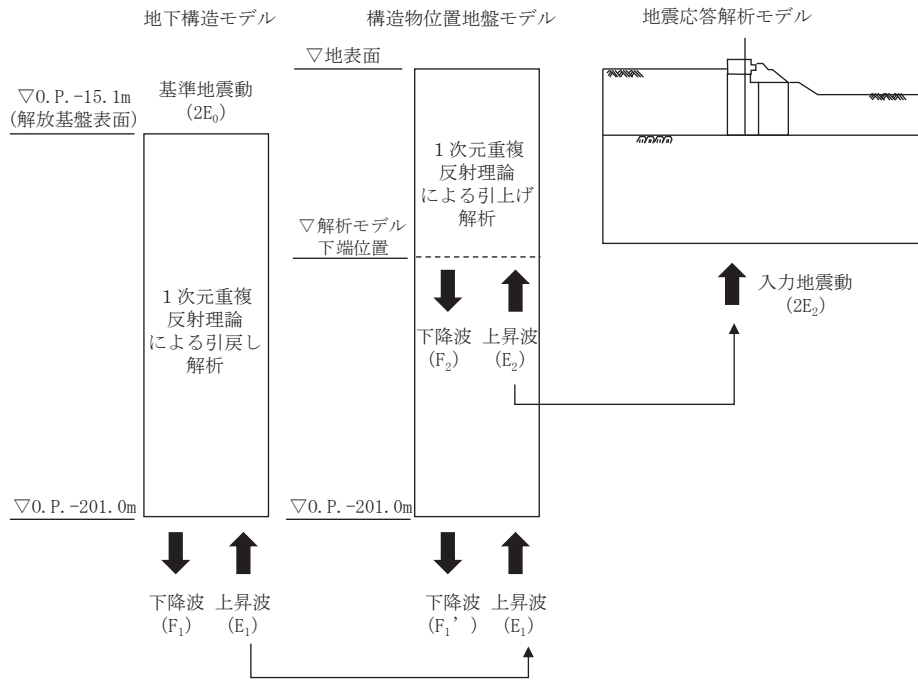 地下構造モデル
▽O.P.-15.1m
(解放基盤表面)
基準地震動
(2E₀)
1次元重複
反射理論
による引戻し
解析
▽O.P.-201.0m
下降波
(F₁)
上昇波
(E₁)
構造物位置地盤モデル
▽地表面
1次元重複
反射理論
による引上げ
解析
▽解析モデル
下端位置
下降波
(F₂)
上昇波
(E₂)
▽O.P.-201.0m
下降波
(F₁’)
上昇波
(E₁)
地震応答解析モデル
入力地震動
(2E₂)